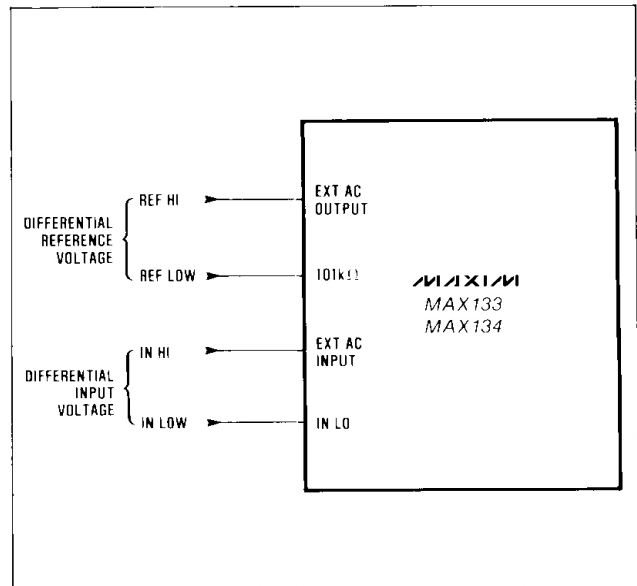 DIFFERENTIAL
REFERENCE
VOLTAGE
REF HI
REF LOW
DIFFERENTIAL
INPUT
VOLTAGE
IN HI
IN LOW
EXT AC
OUTPUT
101kΩ
EXT AC
INPUT
IN LO
MAXIM
MAX133
MAX134